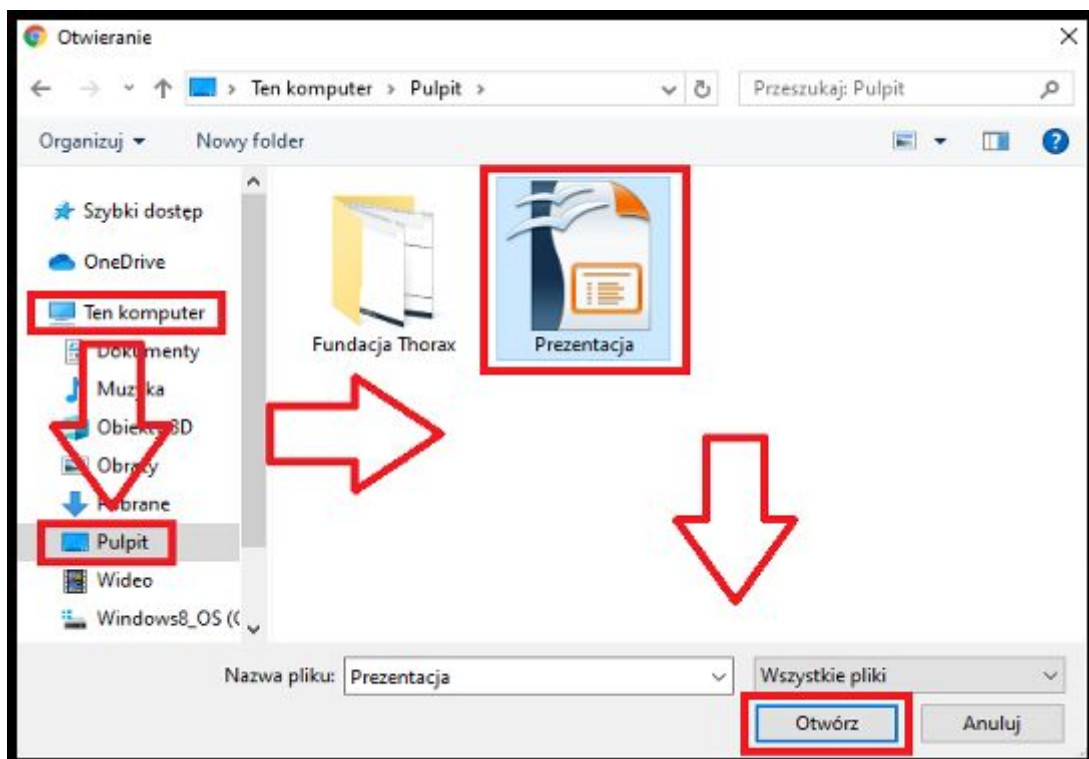 Otwieranie
Ten komputer > Pulpit >
Przeszukaj: Pulpit
Organizuj
Nowy folder
Szybki dostęp
OneDrive
Ten komputer
Dokumenty
Muzyka
Obiekty 3D
Obrazy
Pobrane
Pulpit
Wideo
Windows8_OS (C
Fundacja Thorax
Prezentacja
Nazwa pliku: Prezentacja
Wszystkie pliki
Otwórz
Anuluj